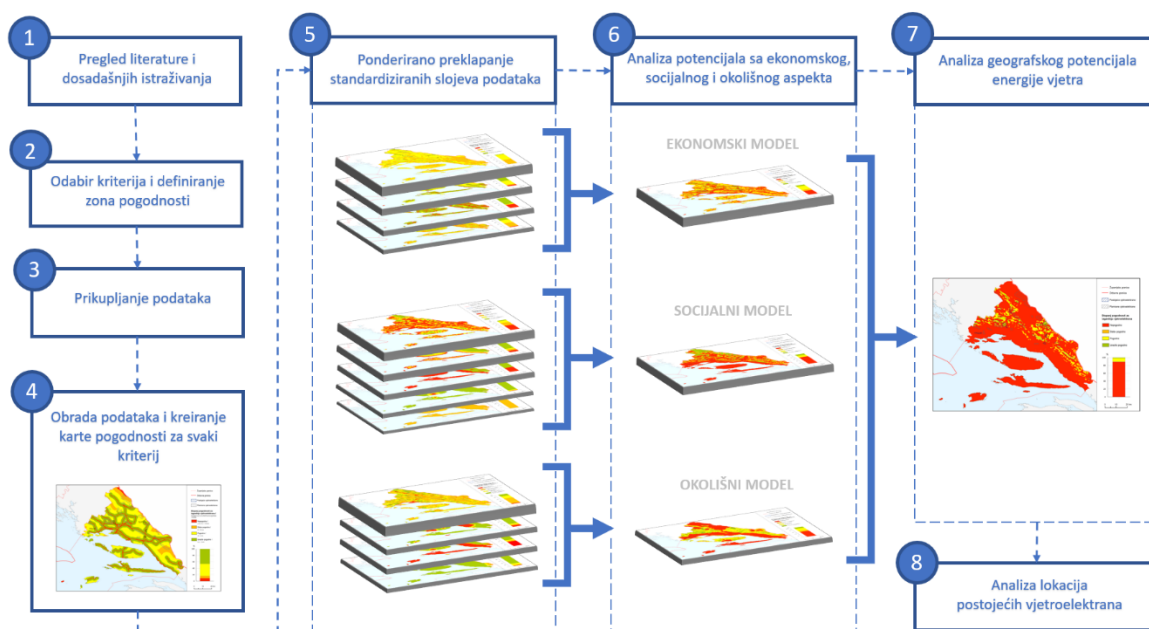 1
Pregled literature i
dosadašnjih istraživanja
2
Odabir kriterija i definiranje
zona pogodnosti
3
Prikupljanje podataka
4
Obrada podataka i kreiranje
karte pogodnosti za svaki
kriterij
5
Ponderirano preklapanje
standardiziranih slojeva podataka
6
Analiza potencijala sa ekonomskog,
socijalnog i okolišnog aspekta
EKONOMSKI MODEL
SOCIJALNI MODEL
OKOLIŠNI MODEL
7
Analiza geografskog potencijala
energije vjetra
8
Analiza lokacija
postojećih vjetroelektrana